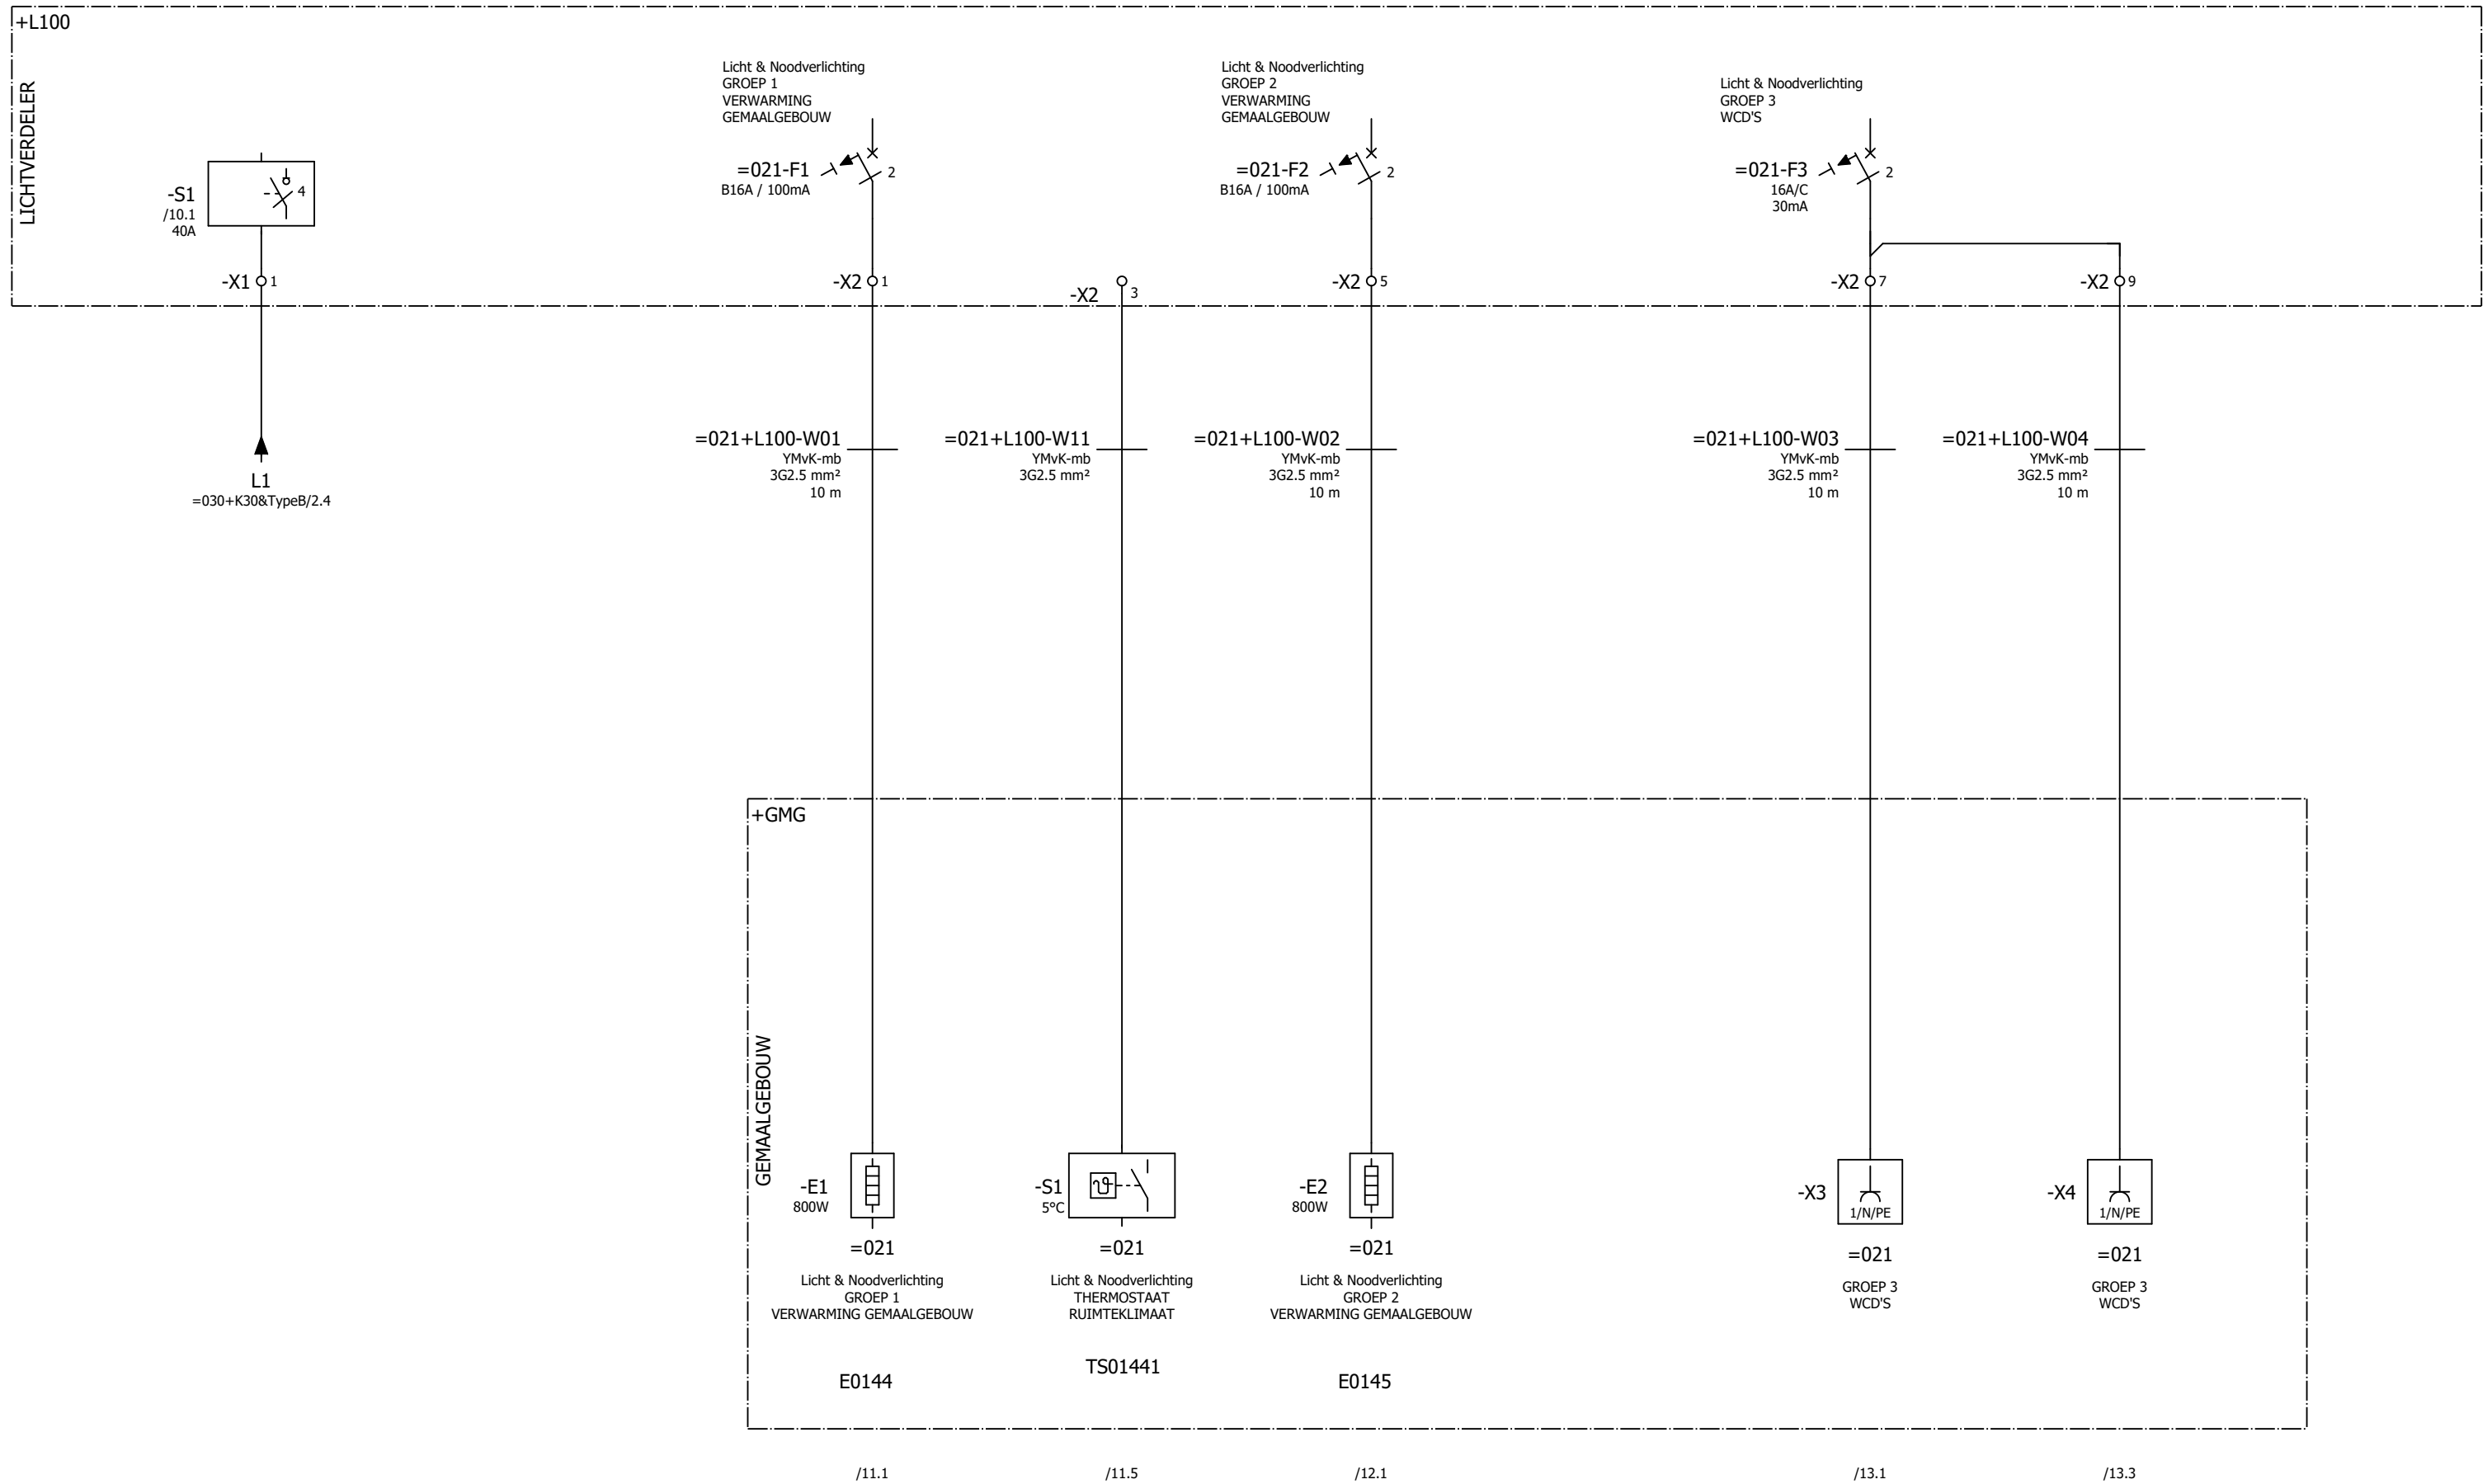 +L100
LICHTVERDELER
-S1
/10.1
40A
4
-X1
1
L1
=030+K30&TypeB/2.4
Licht & Noodverlichting
GROEP 1
VERWARMING
GEMAALGEBOUW
=021-F1
B16A / 100mA
2
-X2
1
-X2
3
Licht & Noodverlichting
GROEP 2
VERWARMING
GEMAALGEBOUW
=021-F2
B16A / 100mA
2
-X2
5
Licht & Noodverlichting
GROEP 3
WCD'S
=021-F3
16A/C
30mA
2
-X2
7
-X2
9
=021+L100-W01
YMvK-mb
3G2.5 mm²
10 m
=021+L100-W11
YMvK-mb
3G2.5 mm²
=021+L100-W02
YMvK-mb
3G2.5 mm²
10 m
=021+L100-W03
YMvK-mb
3G2.5 mm²
10 m
=021+L100-W04
YMvK-mb
3G2.5 mm²
10 m
+GMG
GEMAALGEBOUW
-E1
800W
=021
Licht & Noodverlichting
GROEP 1
VERWARMING GEMAALGEBOUW
E0144
-S1
5°C
ϑ
=021
Licht & Noodverlichting
THERMOSTAAT
RUIMTEKLIMAAT
TS01441
-E2
800W
=021
Licht & Noodverlichting
GROEP 2
VERWARMING GEMAALGEBOUW
E0145
-X3
1/N/PE
=021
GROEP 3
WCD'S
-X4
1/N/PE
=021
GROEP 3
WCD'S
/11.1
/11.5
/12.1
/13.1
/13.3